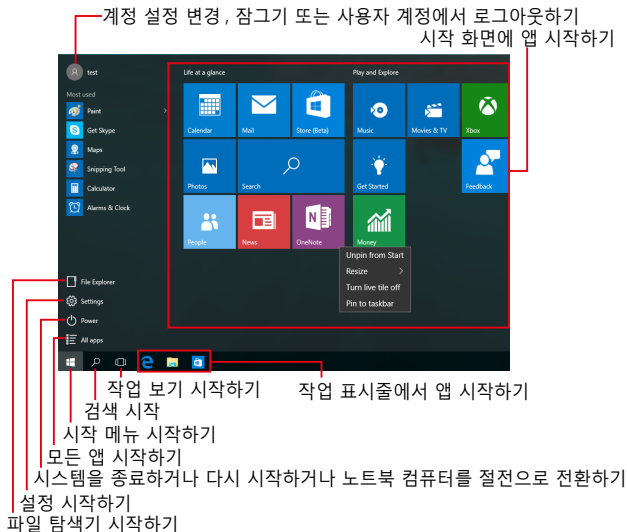 계정 설정 변경, 잠그기 또는 사용자 계정에서 로그아웃하기
시작 화면에 앱 시작하기
test
Life at a glance
Play and Explore
Most used
Paint
Get Skype
Maps
Snipping Tool
Calculator
Alarms & Clock
Calendar
Mail
Store (Beta)
Music
Movies & TV
Xbox
Photos
Search
Get Started
Feedback
People
News
OneNote
Money
Unpin from Start
Resize
Turn live tile off
Pin to taskbar
File Explorer
Settings
Power
All apps
작업 보기 시작하기
작업 표시줄에서 앱 시작하기
검색 시작
시작 메뉴 시작하기
모든 앱 시작하기
시스템을 종료하거나 다시 시작하거나 노트북 컴퓨터를 절전으로 전환하기
설정 시작하기
파일 탐색기 시작하기